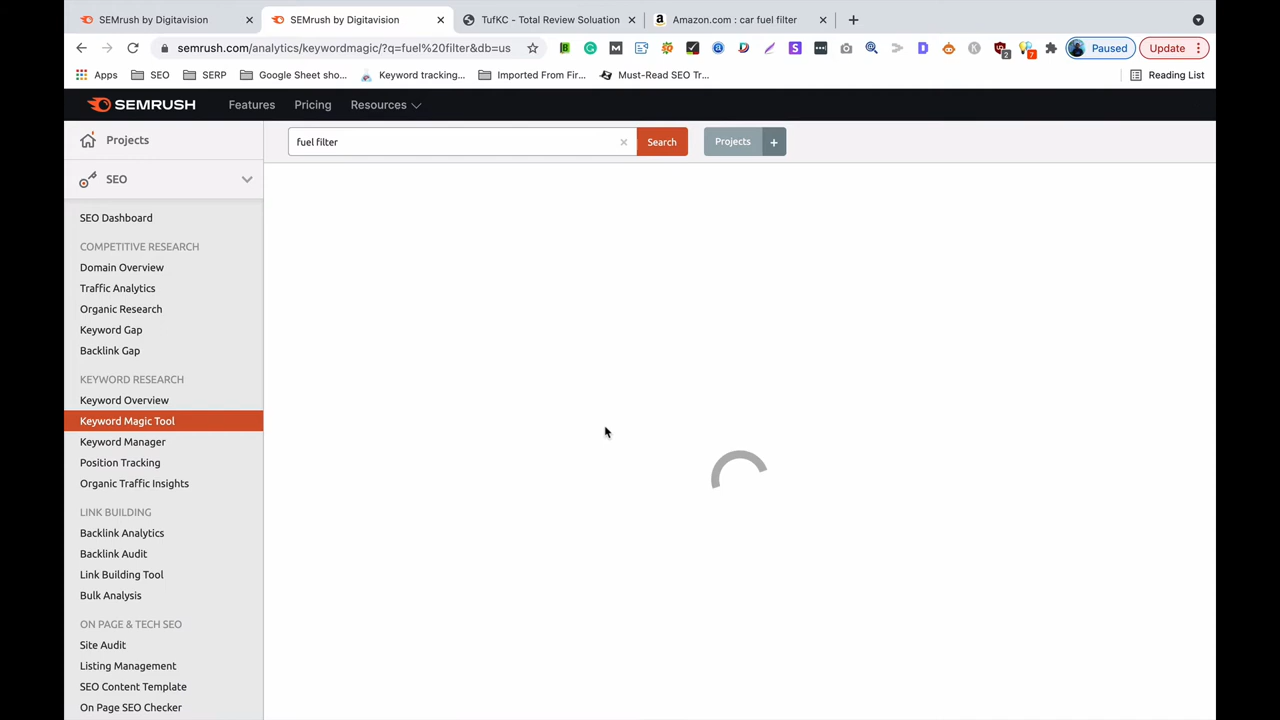 SEMrush by Digitavision
SEMrush by Digitavision
TufKC - Total Review Soluation
Amazon.com : car fuel filter
semrush.com/analytics/keywordmagic/?q=fuel%20filter&db=us
Paused
Update
Apps
SEO
SERP
Google Sheet sho...
Keyword tracking,...
Imported From Fir...
Must-Read SEO Tr...
Reading List
SEMRUSH
Features
Pricing
Resources
Projects
fuel filter
Search
Projects
+
SEO
SEO Dashboard
COMPETITIVE RESEARCH
Domain Overview
Traffic Analytics
Organic Research
Keyword Gap
Backlink Gap
KEYWORD RESEARCH
Keyword Overview
Keyword Magic Tool
Keyword Manager
Position Tracking
Organic Traffic Insights
LINK BUILDING
Backlink Analytics
Backlink Audit
Link Building Tool
Bulk Analysis
ON PAGE & TECH SEO
Site Audit
Listing Management
SEO Content Template
On Page SEO Checker